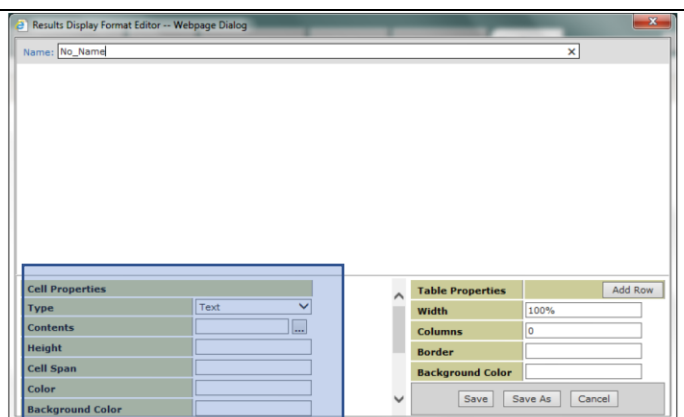 Results Display Format Editor -- Webpage Dialog
Name: No_Name
Cell Properties
Type Text
Contents ...
Height
Cell Span
Color
Background Color
Table Properties Add Row
Width 100%
Columns 0
Border
Background Color
Save Save As Cancel